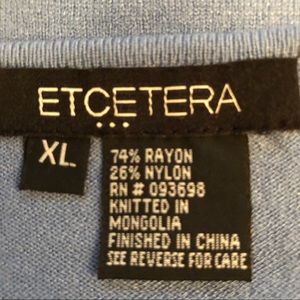 ETCETERA
XL
74% RAYON
26% NYLON
RN # 093698
KNITTED IN
MONGOLIA
FINISHED IN CHINA
SEE REVERSE FOR CARE